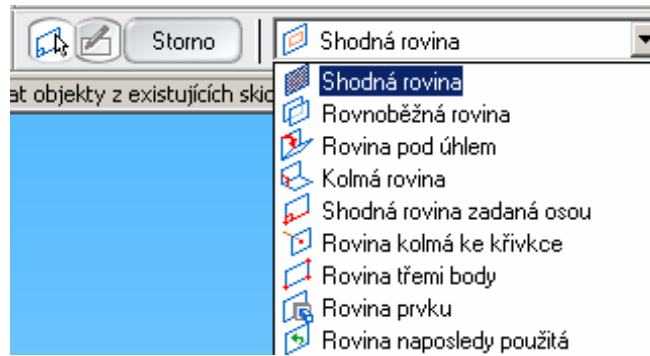 Storno
Shodná rovina
at objekty z existujících skic
Shodná rovina
Rovnoběžná rovina
Rovina pod úhlem
Kolmá rovina
Shodná rovina zadaná osou
Rovina kolmá ke křivkce
Rovina třemi body
Rovina prvku
Rovina naposledy použitá